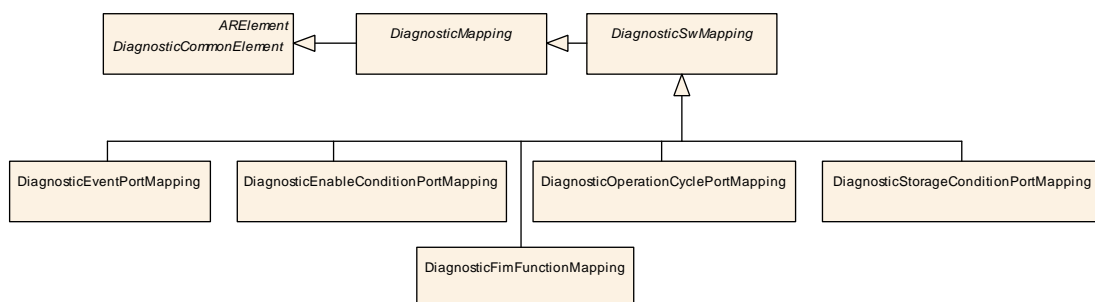 ARElement
DiagnosticCommonElement
DiagnosticMapping
DiagnosticSwMapping
DiagnosticEventPortMapping
DiagnosticEnableConditionPortMapping
DiagnosticOperationCyclePortMapping
DiagnosticStorageConditionPortMapping
DiagnosticFimFunctionMapping